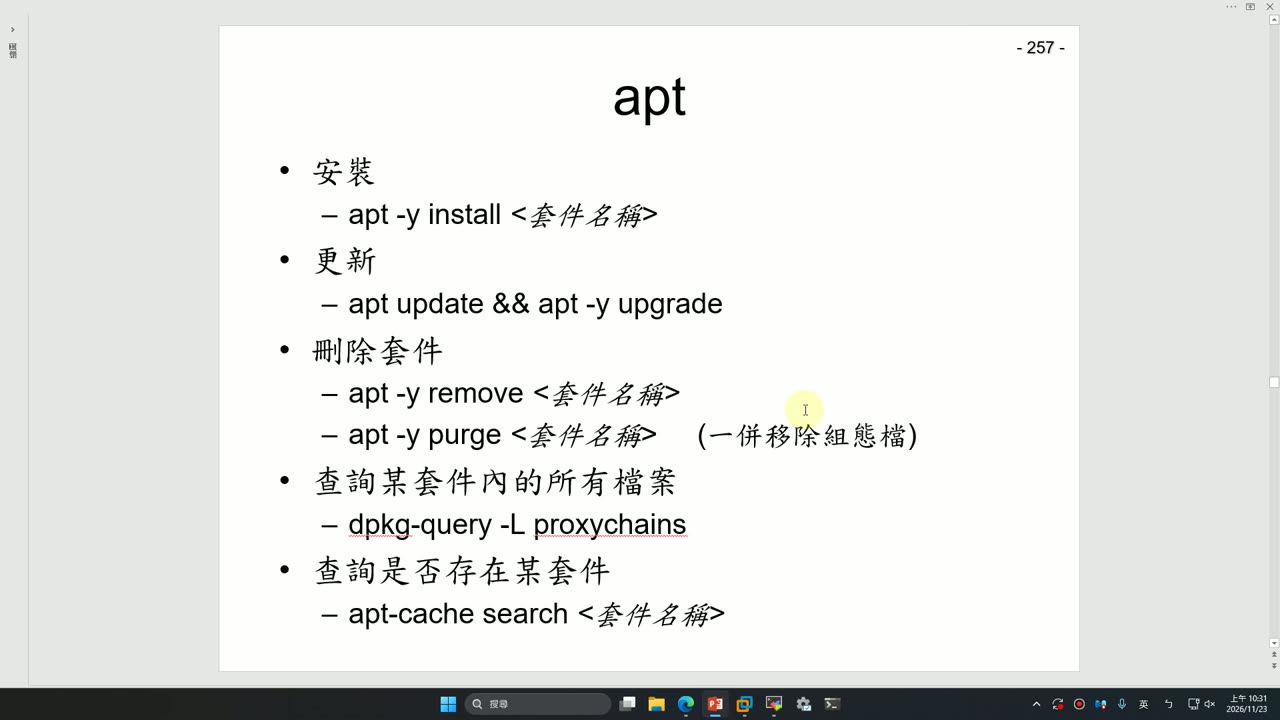 - 257 -
apt
• 安裝
– apt -y install <套件名稱>
• 更新
– apt update && apt -y upgrade
• 刪除套件
– apt -y remove <套件名稱>
– apt -y purge <套件名稱> (一併移除組態檔)
• 查詢某套件內的所有檔案
– dpkg-query -L proxychains
• 查詢是否存在某套件
– apt-cache search <套件名稱>
搜尋
英
ㄅ
上午 10:31
2026/11/23